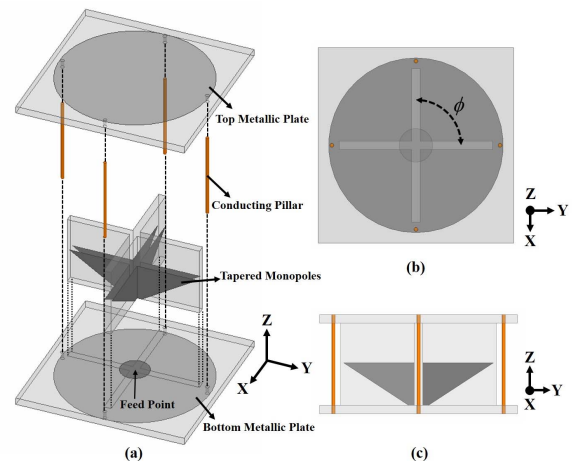 Top Metallic Plate
Conducting Pillar
Tapered Monopoles
Z
Y
X
Feed Point
Bottom Metallic Plate
(a)
ϕ
Z
Y
X
(b)
Z
Y
X
(c)